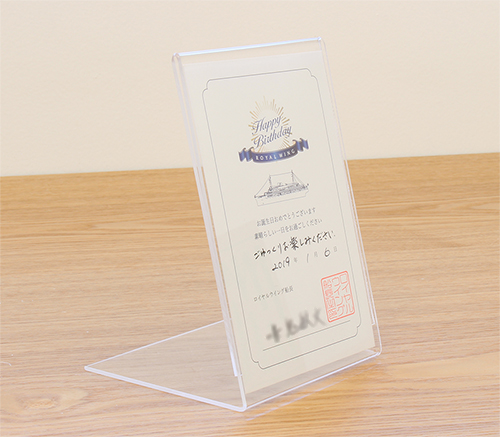 Happy
Birthday
ROYAL WING
お誕生日おめでとうございます
素晴らしい一日をお過ごしください
ごゆっくりお楽しみください
2019年 1月 6日
ロイヤルウイング船長